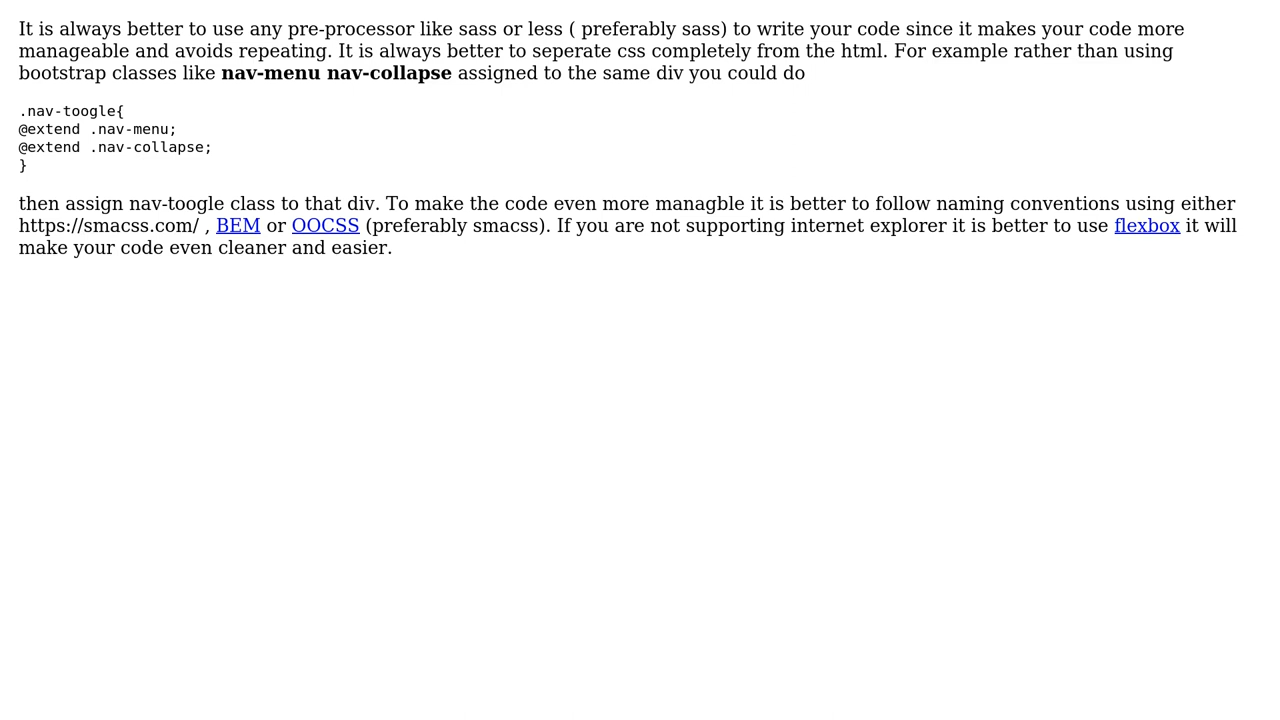 It is always better to use any pre-processor like sass or less ( preferably sass) to write your code since it makes your code more
manageable and avoids repeating. It is always better to seperate css completely from the html. For example rather than using
bootstrap classes like nav-menu nav-collapse assigned to the same div you could do
.nav-toogle{
@extend .nav-menu;
@extend .nav-collapse;
}
then assign nav-toogle class to that div. To make the code even more managble it is better to follow naming conventions using either
https://smacss.com/ , BEM or OOCSS (preferably smacss). If you are not supporting internet explorer it is better to use flexbox it will
make your code even cleaner and easier.